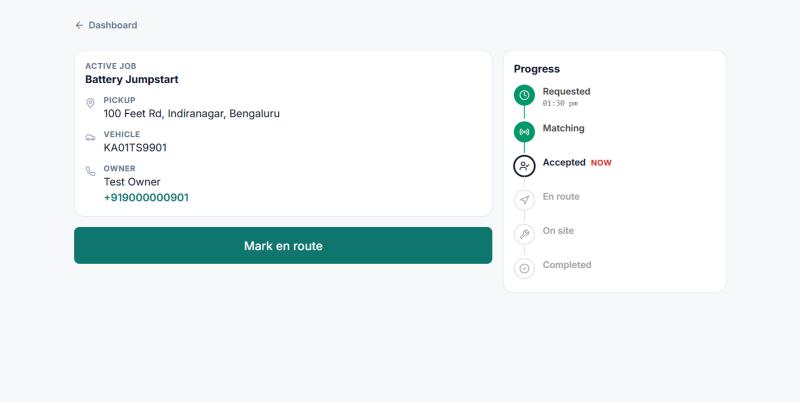 Dashboard
ACTIVE JOB
Battery Jumpstart
PICKUP
100 Feet Rd, Indiranagar, Bengaluru
VEHICLE
KA01TS9901
OWNER
Test Owner
+919000000901
Mark en route
Progress
Requested
01:30 pm
Matching
Accepted NOW
En route
On site
Completed